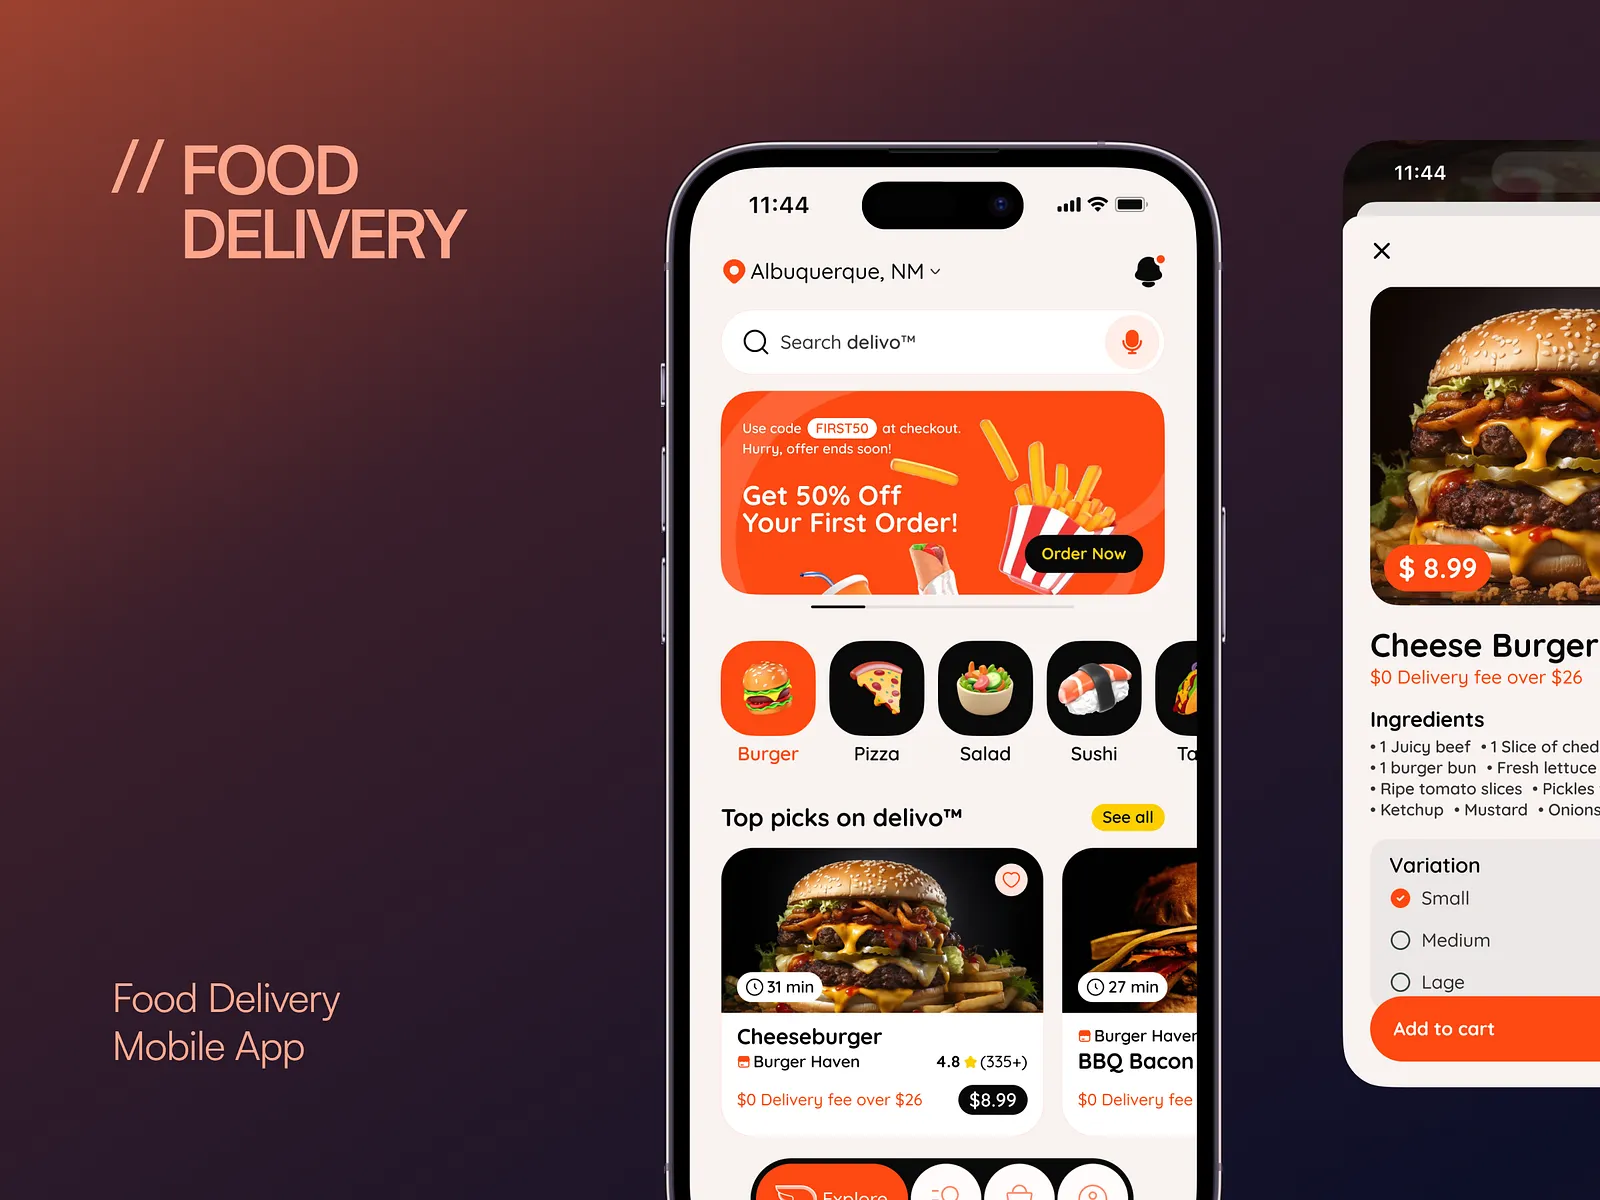 // FOOD
DELIVERY
Food Delivery
Mobile App
11:44
Albuquerque, NM
Search delivo™
Use code FIRST50 at checkout.
Hurry, offer ends soon!
Get 50% Off
Your First Order!
Order Now
Burger
Pizza
Salad
Sushi
Ta
Top picks on delivo™
See all
31 min
Cheeseburger
Burger Haven
4.8 (335+)
$0 Delivery fee over $26
$8.99
27 min
Burger Haven
BBQ Bacon
$0 Delivery fee
Explore
11:44
$ 8.99
Cheese Burger
$0 Delivery fee over $26
Ingredients
• 1 Juicy beef • 1 Slice of ched
• 1 burger bun • Fresh lettuce
• Ripe tomato slices • Pickles
• Ketchup • Mustard • Onions
Variation
Small
Medium
Lage
Add to cart